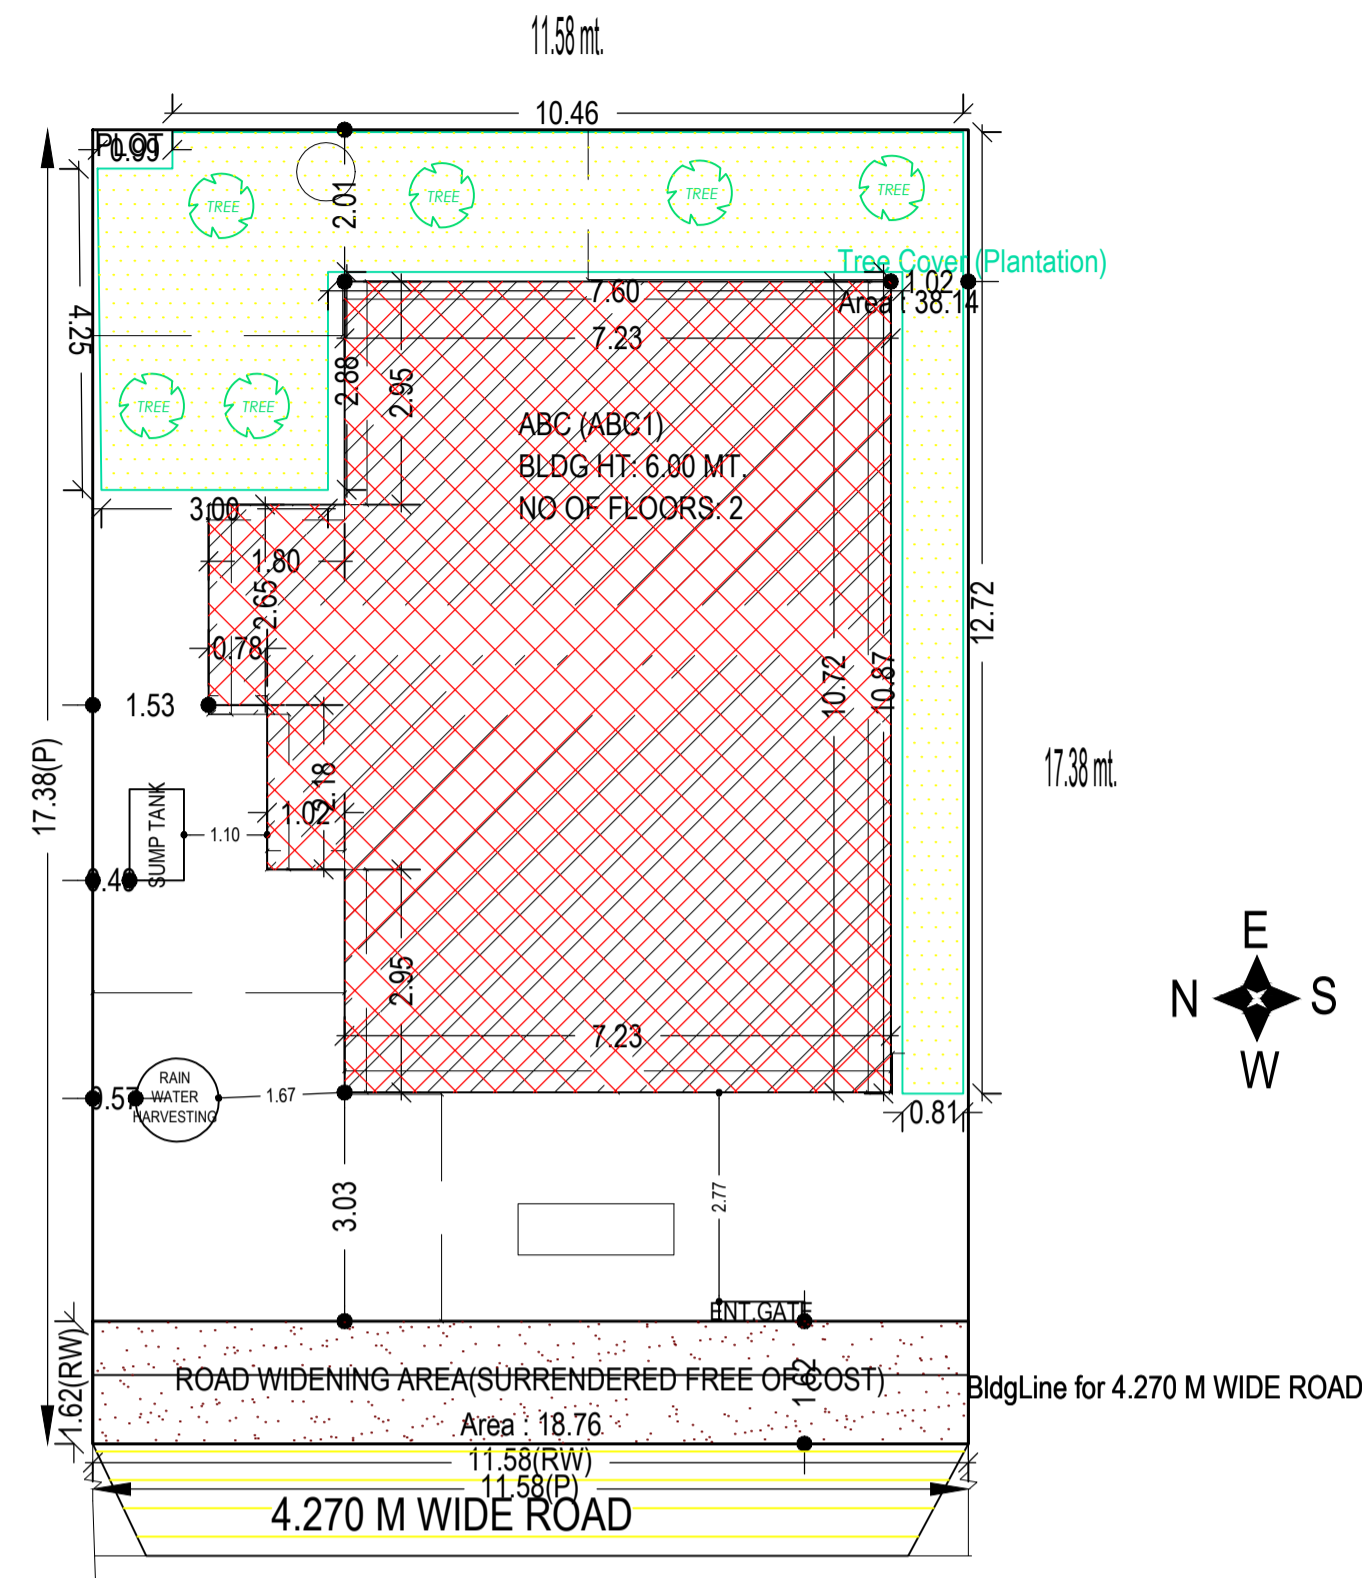 11.58 mt.
10.46
PLOT
0.99
TREE
TREE
TREE
TREE
2.01
Tree Cover (Plantation)
1.02
Area : 38.14
7.60
7.23
4.25
2.88
2.95
TREE
TREE
ABC (ABC1)
BLDG HT: 6.00 MT.
NO OF FLOORS: 2
3.00
1.80
2.65
0.78
12.72
10.72
10.87
1.53
17.38(P)
17.38 mt.
2.18
1.02
SUMP TANK
1.10
E
N
S
W
2.95
7.23
RAIN
WATER
HARVESTING
0.57
1.67
0.81
3.03
2.77
ENT.GATE
1.62(RW)
1.62
ROAD WIDENING AREA(SURRENDERED FREE OF COST)
BldgLine for 4.270 M WIDE ROAD
Area : 18.76
11.58(RW)
11.58(P)
4.270 M WIDE ROAD